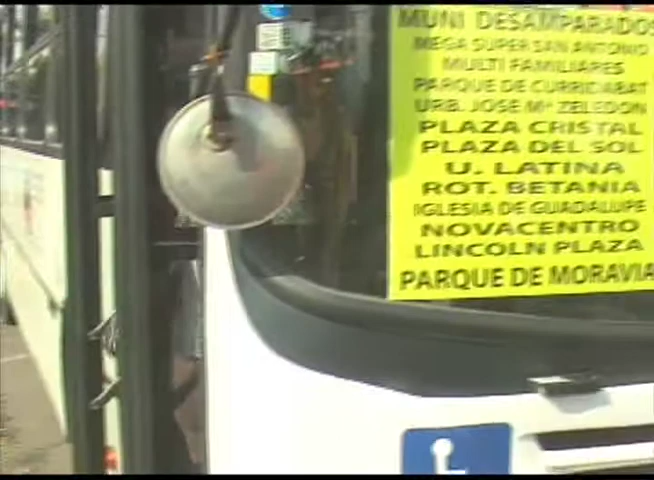 MUNI DESAMPARADOS
MEGA SUPER SAN ANTONIO
MULTI FAMILIARES
PARQUE DE CURRIDABAT
URB. JOSE Mª ZELEDON
PLAZA CRISTAL
PLAZA DEL SOL
U. LATINA
ROT. BETANIA
IGLESIA DE GUADALUPE
NOVACENTRO
LINCOLN PLAZA
PARQUE DE MORAVIA